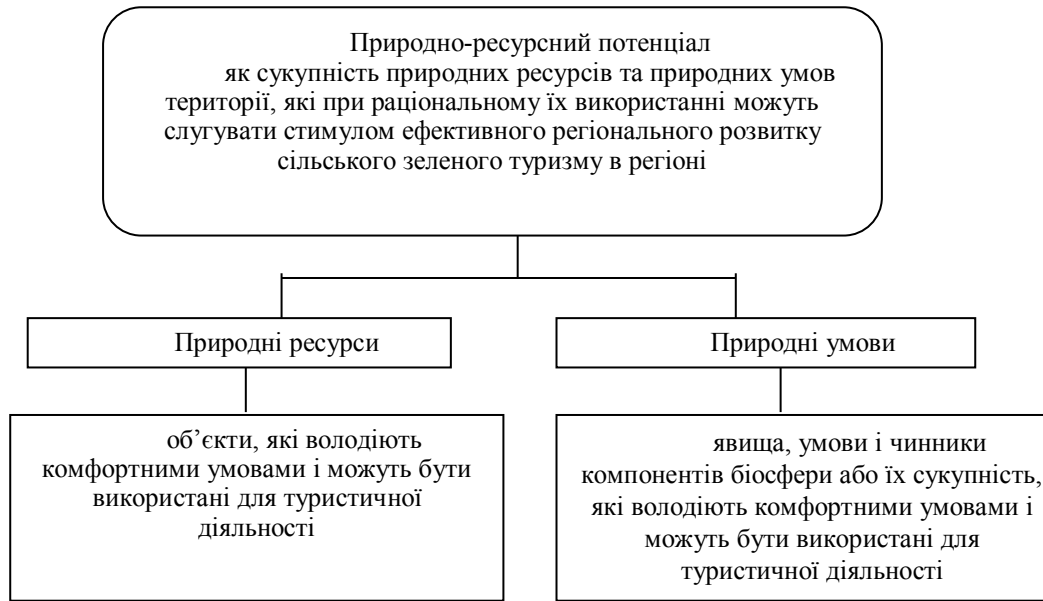 Природно-ресурсний потенціал
як сукупність природних ресурсів та природних умов
території, які при раціональному їх використанні можуть
слугувати стимулом ефективного регіонального розвитку
сільського зеленого туризму в регіоні
Природні ресурси
Природні умови
об’єкти, які володіють
комфортними умовами і можуть бути
використані для туристичної
діяльності
явища, умови і чинники
компонентів біосфери або їх сукупність,
які володіють комфортними умовами і
можуть бути використані для
туристичної діяльності